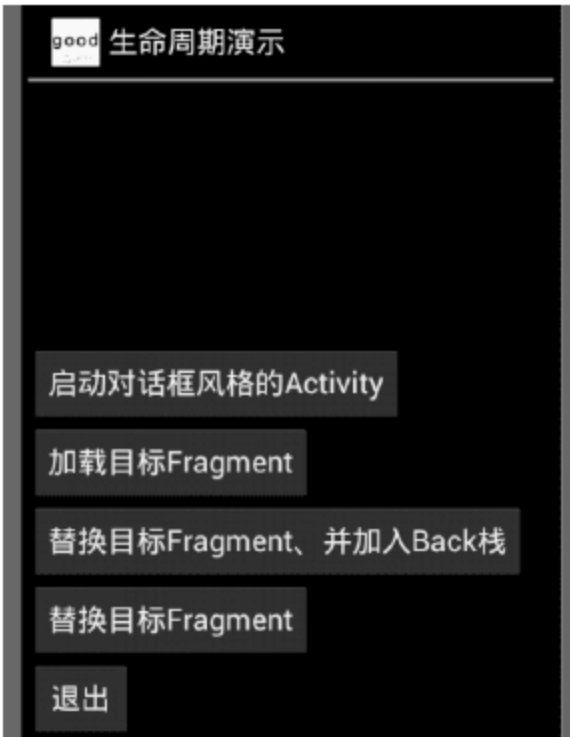 good 生命周期演示
启动对话框风格的Activity
加载目标Fragment
替换目标Fragment、并加入Back栈
替换目标Fragment
退出